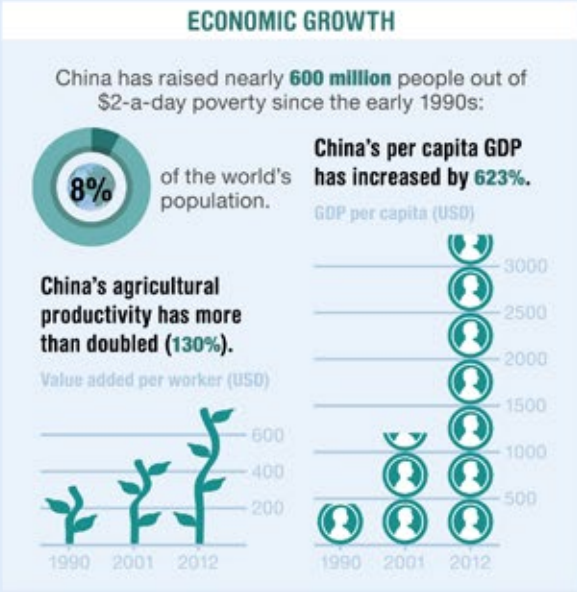 ECONOMIC GROWTH
China has raised nearly 600 million people out of
$2-a-day poverty since the early 1990s:
8%
of the world's
population.
China's per capita GDP
has increased by 623%.
GDP per capita (USD)
3000
2500
2000
1500
1000
500
1990 2001 2012
China's agricultural
productivity has more
than doubled (130%).
Value added per worker (USD)
600
400
200
1990 2001 2012